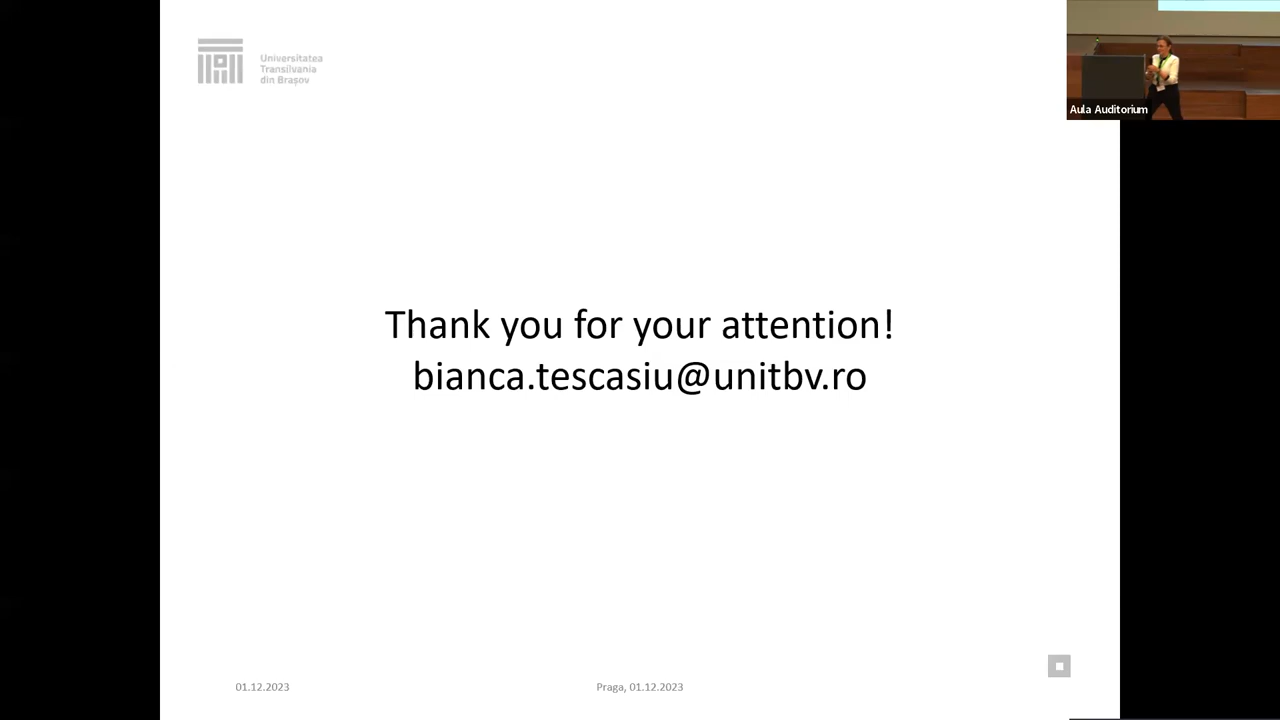 Universitatea
Transilvania
din Brașov
Aula Auditorium
Thank you for your attention!
bianca.tescasiu@unitbv.ro
01.12.2023
Praga, 01.12.2023